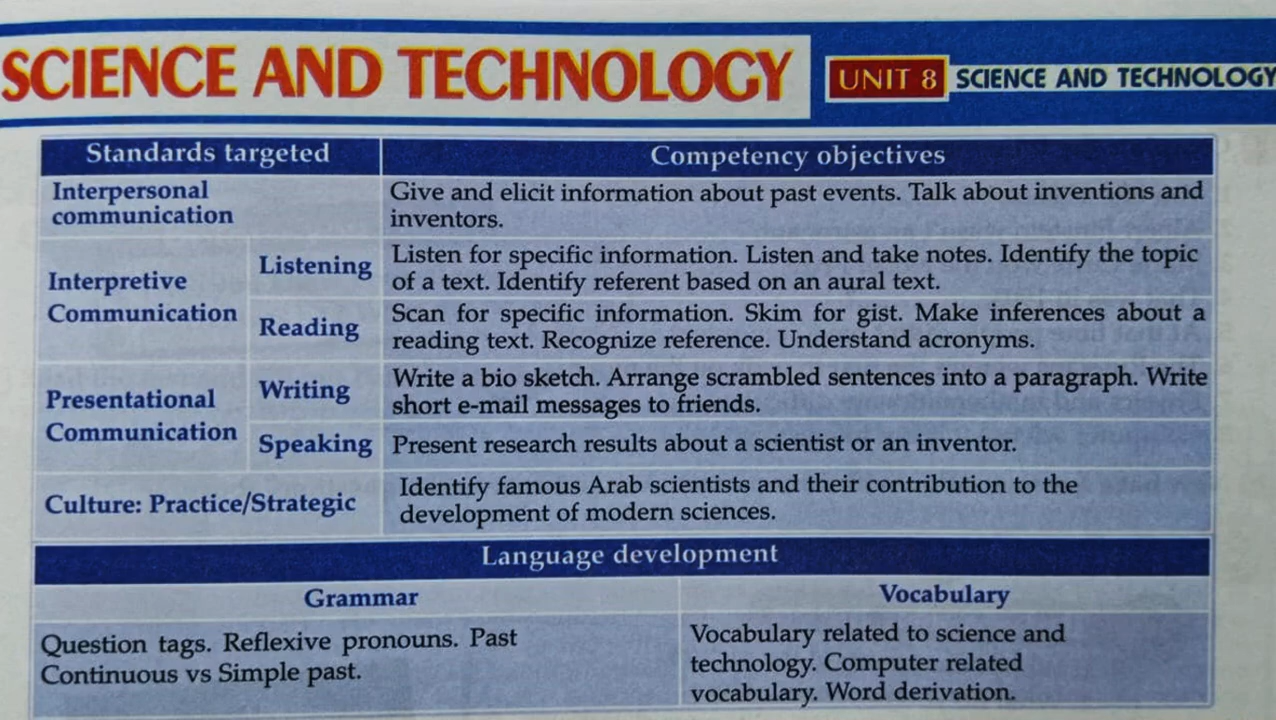 SCIENCE AND TECHNOLOGY
UNIT 8 SCIENCE AND TECHNOLOGY
Standards targeted
Competency objectives
Interpersonal
communication
Give and elicit information about past events. Talk about inventions and
inventors.
Interpretive
Communication
Listening
Listen for specific information. Listen and take notes. Identify the topic
of a text. Identify referent based on an aural text.
Reading
Scan for specific information. Skim for gist. Make inferences about a
reading text. Recognize reference. Understand acronyms.
Presentational
Communication
Writing
Write a bio sketch. Arrange scrambled sentences into a paragraph. Write
short e-mail messages to friends.
Speaking
Present research results about a scientist or an inventor.
Culture: Practice/Strategic
Identify famous Arab scientists and their contribution to the
development of modern sciences.
Language development
Grammar
Vocabulary
Question tags. Reflexive pronouns. Past
Continuous vs Simple past.
Vocabulary related to science and
technology. Computer related
vocabulary. Word derivation.